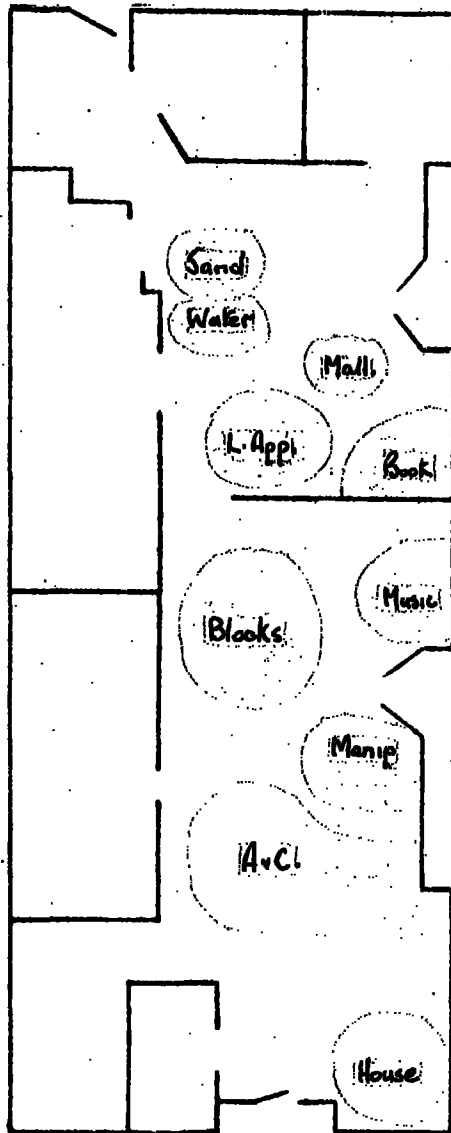 Sand
Water
Mall.
L. Appl.
Book
Music
Blocks
Manip
A+C.
House